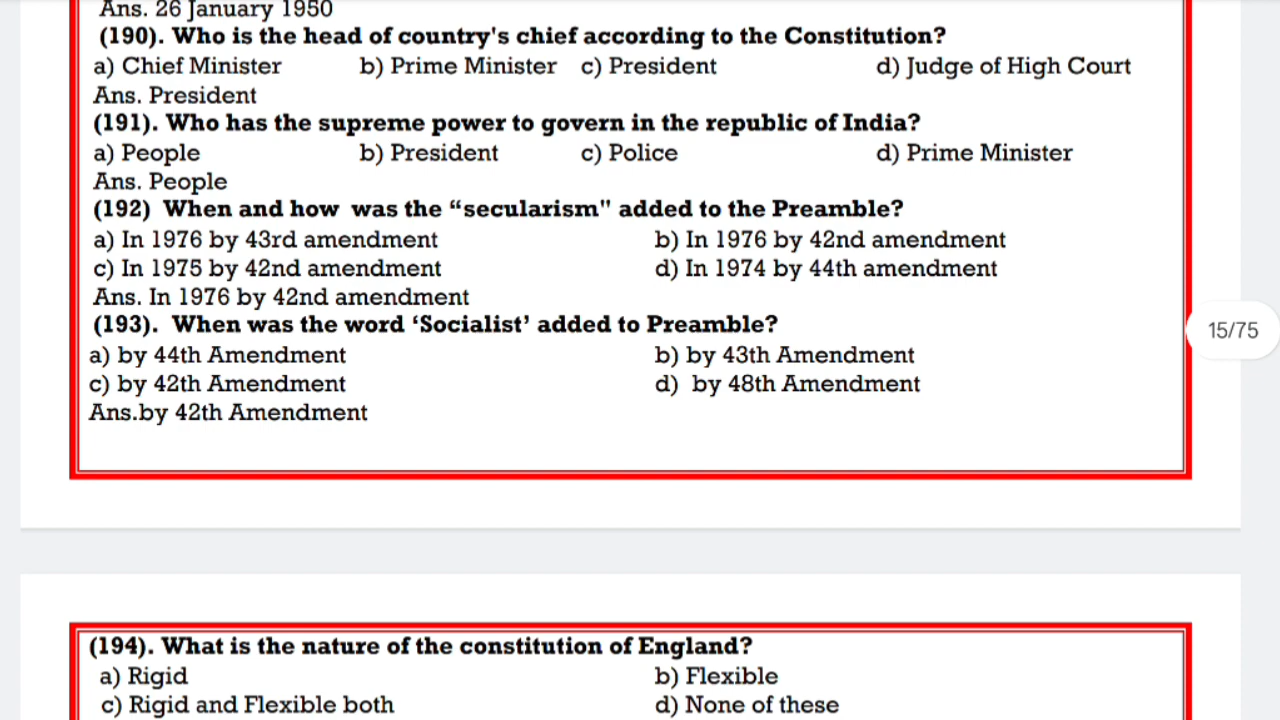 Ans. 26 January 1950
(190). Who is the head of country's chief according to the Constitution?
a) Chief Minister b) Prime Minister c) President d) Judge of High Court
Ans. President
(191). Who has the supreme power to govern in the republic of India?
a) People b) President c) Police d) Prime Minister
Ans. People
(192) When and how was the “secularism" added to the Preamble?
a) In 1976 by 43rd amendment b) In 1976 by 42nd amendment
c) In 1975 by 42nd amendment d) In 1974 by 44th amendment
Ans. In 1976 by 42nd amendment
(193). When was the word ‘Socialist’ added to Preamble?
15/75
a) by 44th Amendment b) by 43th Amendment
c) by 42th Amendment d) by 48th Amendment
Ans.by 42th Amendment
(194). What is the nature of the constitution of England?
a) Rigid b) Flexible
c) Rigid and Flexible both d) None of these